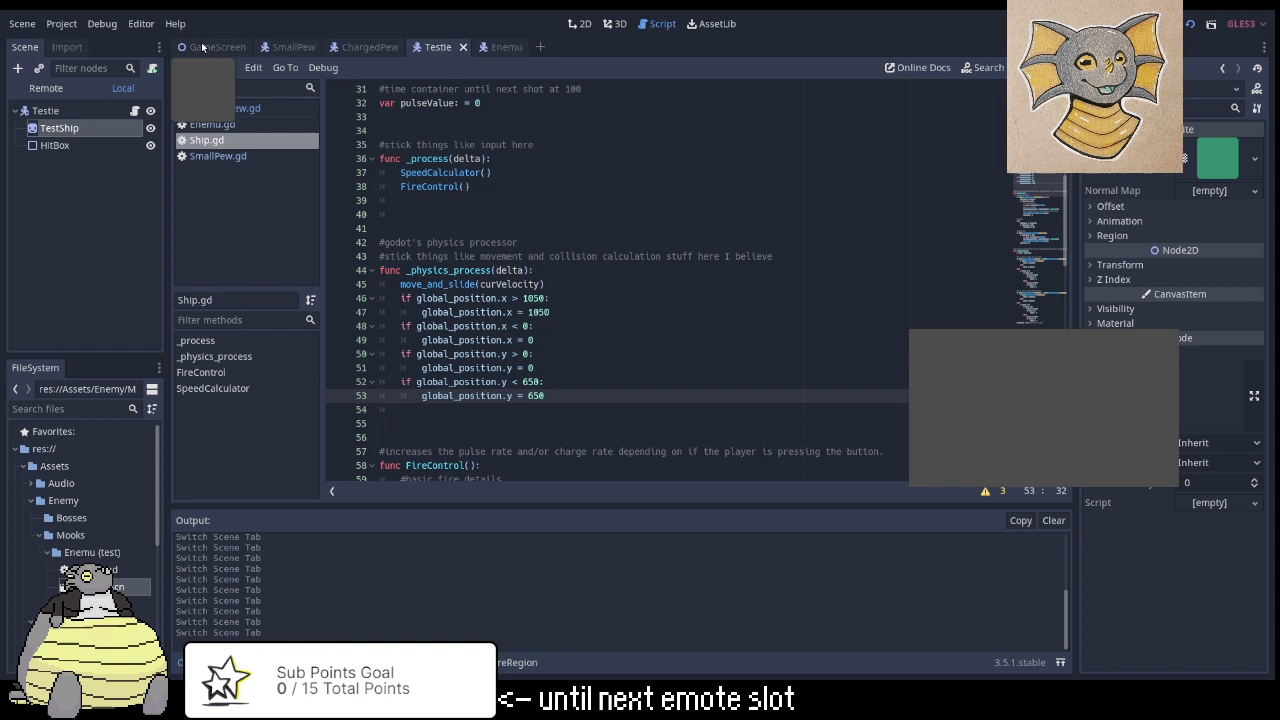 Scene Project Debug Editor Help
2D 3D Script AssetLib
GLES3
Scene Import
GameScreen SmallPew ChargedPew Testie Enemu
Filter nodes
Edit Go To Debug
Online Docs Search
Remote Local
Testie
TestShip
HitBox
Enemu.gd
Ship.gd
SmallPew.gd
31 #time container until next shot at 100
32 var pulseValue: = 0
33
34
35 #stick things like input here
36 func _process(delta):
37 SpeedCalculator()
38 FireControl()
39
40
41
42 #godot's physics processor
43 #stick things like movement and collision calculation stuff here I believe
44 func _physics_process(delta):
45 move_and_slide(curVelocity)
46 if global_position.x > 1050:
47 global_position.x = 1050
48 if global_position.x < 0:
49 global_position.x = 0
50 if global_position.y > 0:
51 global_position.y = 0
52 if global_position.y < 650:
53 global_position.y = 650
54
55
56
57 #increases the pulse rate and/or charge rate depending on if the player is pressing the button.
58 func FireControl():
59 #basic fire details
3 53 : 32
Ship.gd
Filter methods
_process
_physics_process
FireControl
SpeedCalculator
Normal Map [empty]
Offset
Animation
Region
Node2D
Transform
Z Index
CanvasItem
Visibility
Material
Inherit
Inherit
0
Script [empty]
FileSystem
res://Assets/Enemy/M
Search files
Favorites:
res://
Assets
Audio
Enemy
Bosses
Mooks
Enemu (test)
Output:
Copy Clear
Switch Scene Tab
Switch Scene Tab
Switch Scene Tab
Switch Scene Tab
Switch Scene Tab
Switch Scene Tab
Switch Scene Tab
Switch Scene Tab
Switch Scene Tab
Switch Scene Tab
3.5.1.stable
Sub Points Goal
0 / 15 Total Points
<- until next emote slot